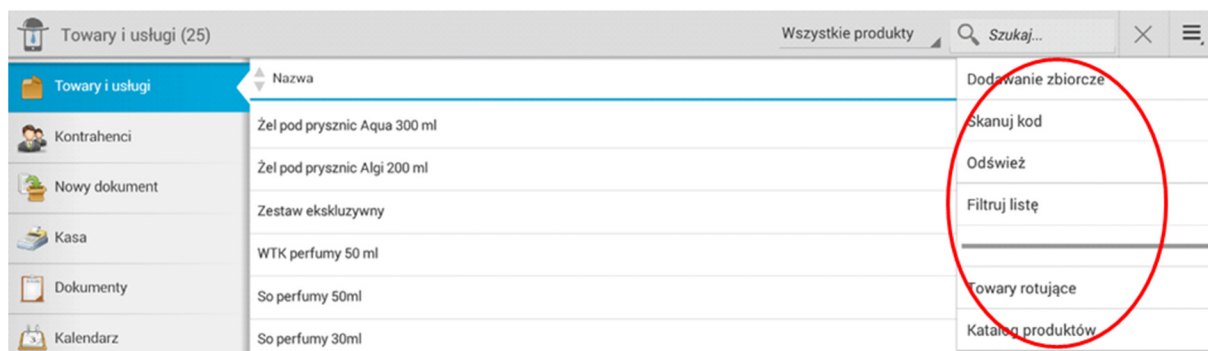 Towary i usługi (25)
Wszystkie produkty
Szukaj...
Towary i usługi
Kontrahenci
Nowy dokument
Kasa
Dokumenty
Kalendarz
Nazwa
Żel pod prysznic Aqua 300 ml
Żel pod prysznic Algi 200 ml
Zestaw ekskluzywny
WTK perfumy 50 ml
So perfumy 50ml
So perfumy 30ml
Dodawanie zbiorcze
Skanuj kod
Odśwież
Filtruj listę
Towary rotujące
Katalog produktów